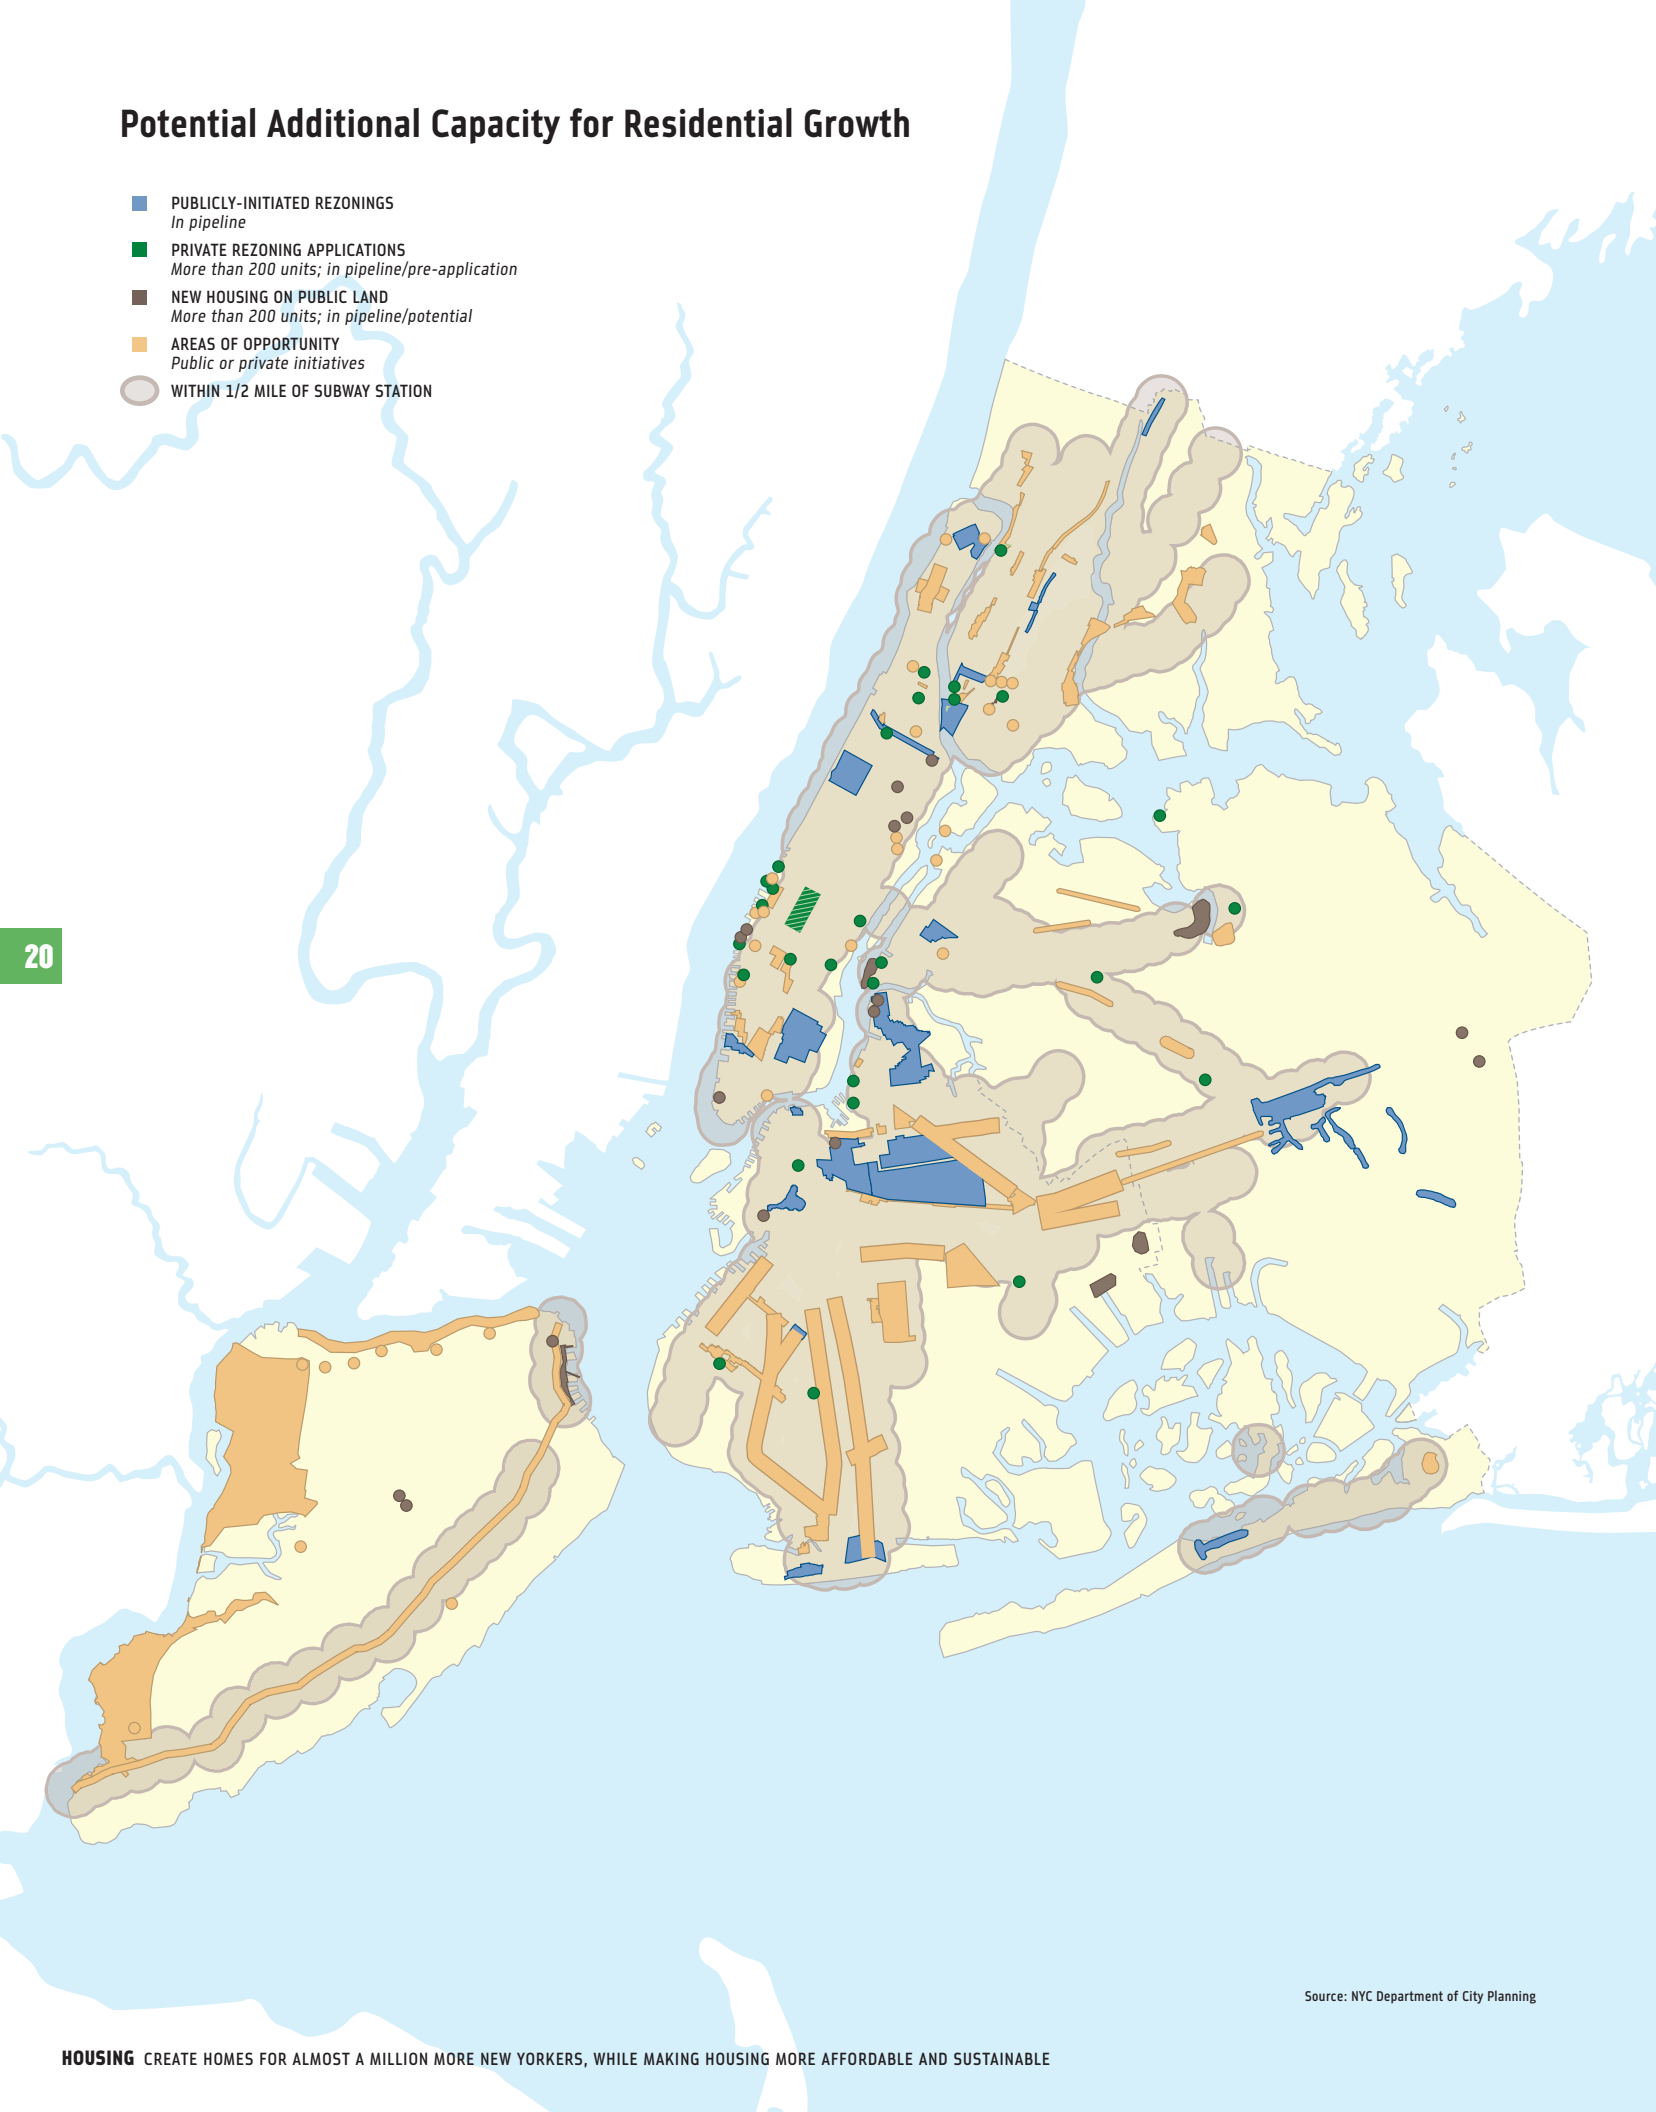 Potential Additional Capacity for Residential Growth
PUBLICLY-INITIATED REZONINGS
In pipeline
PRIVATE REZONING APPLICATIONS
More than 200 units; in pipeline/pre-application
NEW HOUSING ON PUBLIC LAND
More than 200 units; in pipeline/potential
AREAS OF OPPORTUNITY
Public or private initiatives
WITHIN 1/2 MILE OF SUBWAY STATION
20
Source: NYC Department of City Planning
HOUSING CREATE HOMES FOR ALMOST A MILLION MORE NEW YORKERS, WHILE MAKING HOUSING MORE AFFORDABLE AND SUSTAINABLE